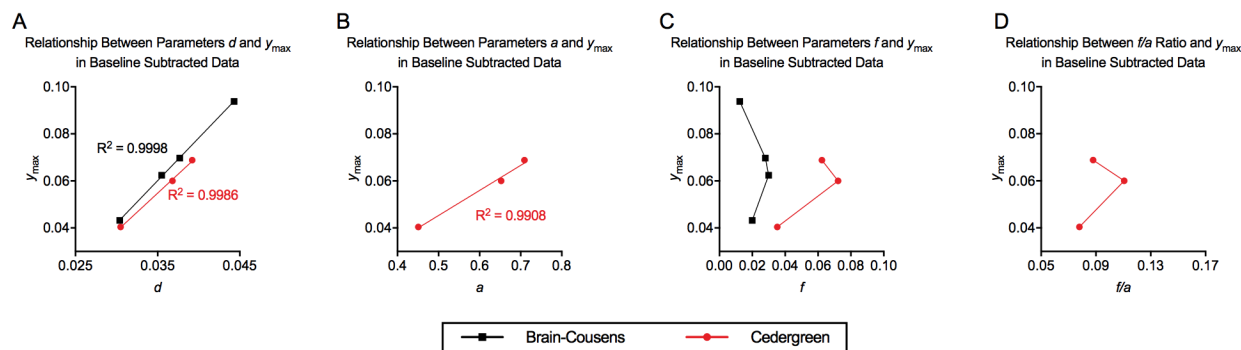 A
Relationship Between Parameters d and ymax
in Baseline Subtracted Data
0.10
0.08
0.06
0.04
ymax
R² = 0.9998
R² = 0.9986
0.025
0.035
0.045
d
B
Relationship Between Parameters a and ymax
in Baseline Subtracted Data
0.10
0.08
0.06
0.04
ymax
R² = 0.9908
0.4
0.5
0.6
0.7
0.8
a
C
Relationship Between Parameters f and ymax
in Baseline Subtracted Data
0.10
0.08
0.06
0.04
ymax
0.00
0.02
0.04
0.06
0.08
0.10
f
D
Relationship Between f/a Ratio and ymax
in Baseline Subtracted Data
0.10
0.08
0.06
0.04
ymax
0.05
0.09
0.13
0.17
f/a
Brain-Cousens
Cedergreen